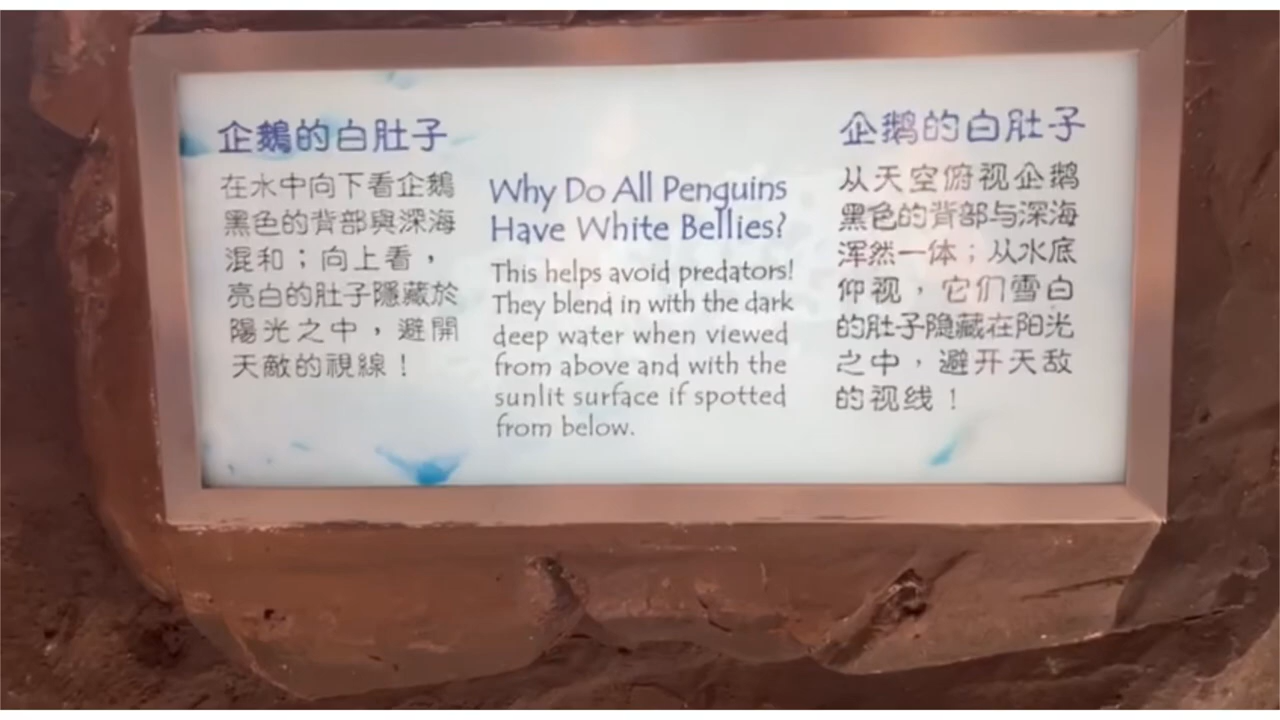 企鵝的白肚子
在水中向下看企鵝
黑色的背部與深海
混和；向上看，
亮白的肚子隱藏於
陽光之中，避開
天敵的視線！
Why Do All Penguins
Have White Bellies?
This helps avoid predators!
They blend in with the dark
deep water when viewed
from above and with the
sunlit surface if spotted
from below.
企鹅的白肚子
从天空俯视企鹅
黑色的背部与深海
浑然一体；从水底
仰视，它们雪白
的肚子隐藏在阳光
之中，避开天敌
的视线！